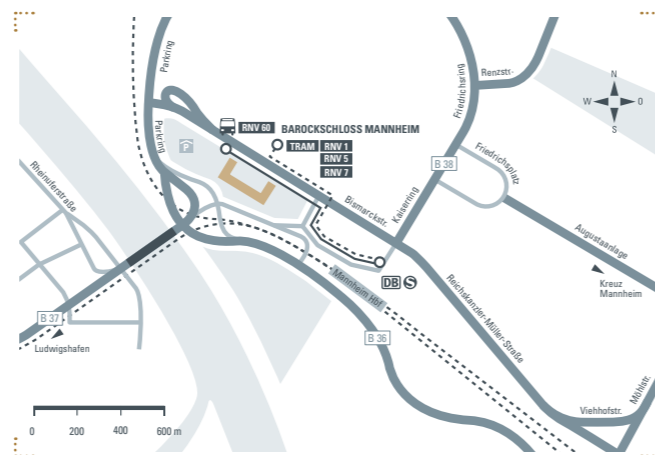 Parkring
Renzstr.
N
W O
S
Friedrichsring
RNV 60
BAROCKSCHLOSS MANNHEIM
Parkring
P
TRAM RNV 1
RNV 5
RNV 7
B 38
Friedrichsplatz
Rheinuferstraße
Bismarckstr.
Kaiserring
Augustaanlage
Kreuz
Mannheim
DB S
Mannheim Hbf
Reichskanzler-Müller-Straße
B 37
B 36
Ludwigshafen
Möhlstr.
Viehhofstr.
0 200 400 600 m